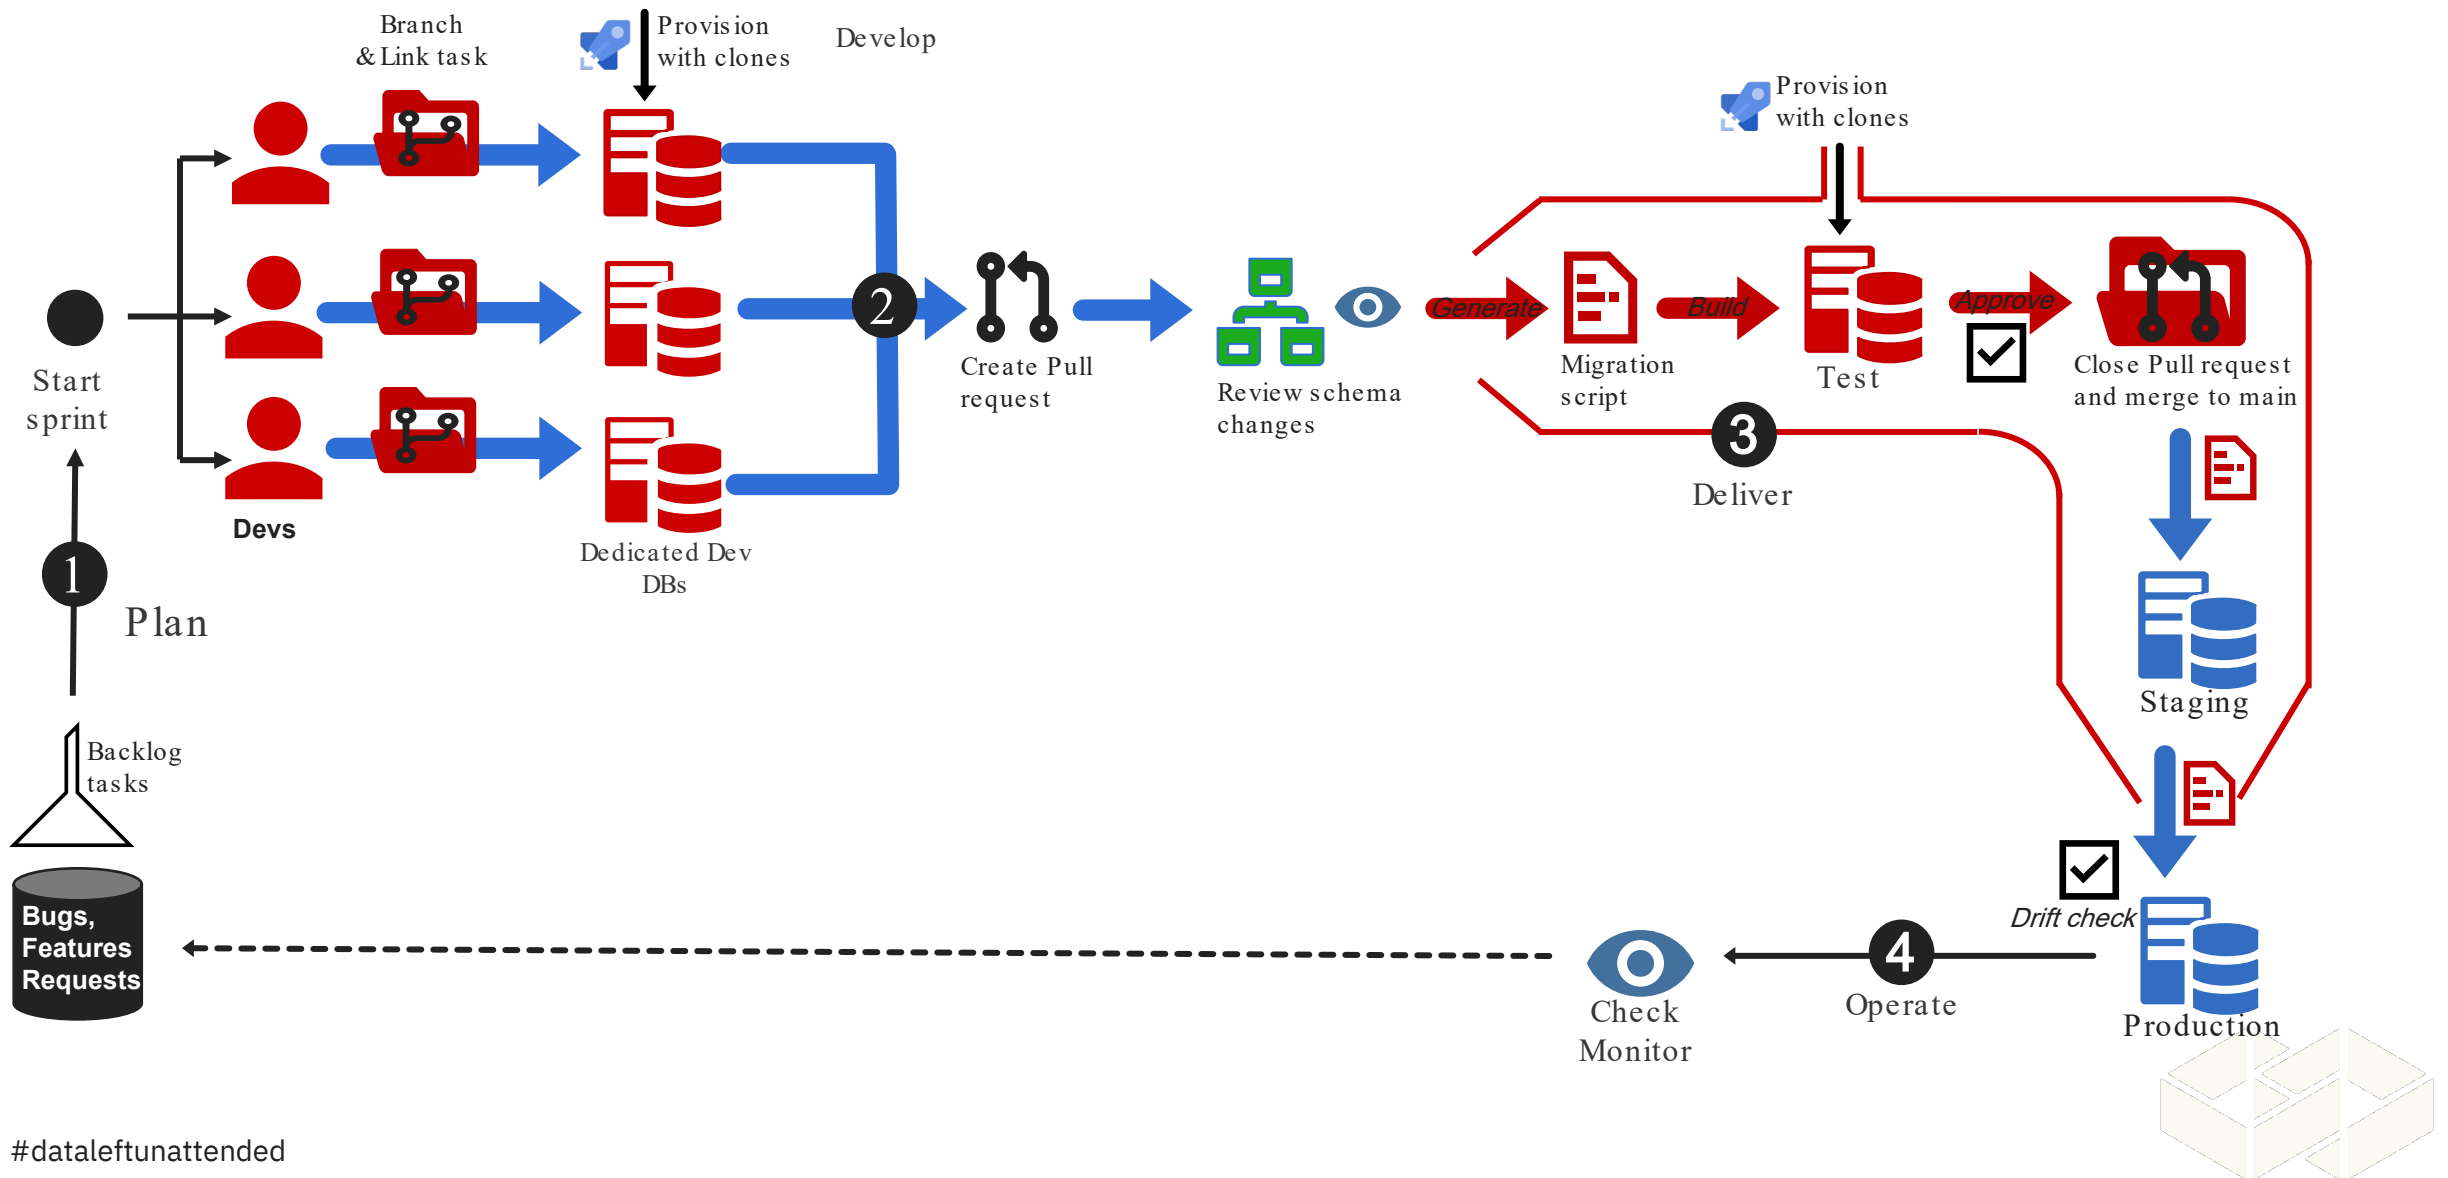 Branch
& Link task
Provision
with clones
Develop
Provision
with clones
Start
sprint
Devs
Dedicated Dev
DBs
2
Create Pull
request
Review schema
changes
Generate
Migration
script
Build
Test
Approve
Close Pull request
and merge to main
3
Deliver
1
Plan
Staging
Backlog
tasks
Bugs,
Features
Requests
Drift check
Production
4
Operate
Check
Monitor
#dataleftunattended